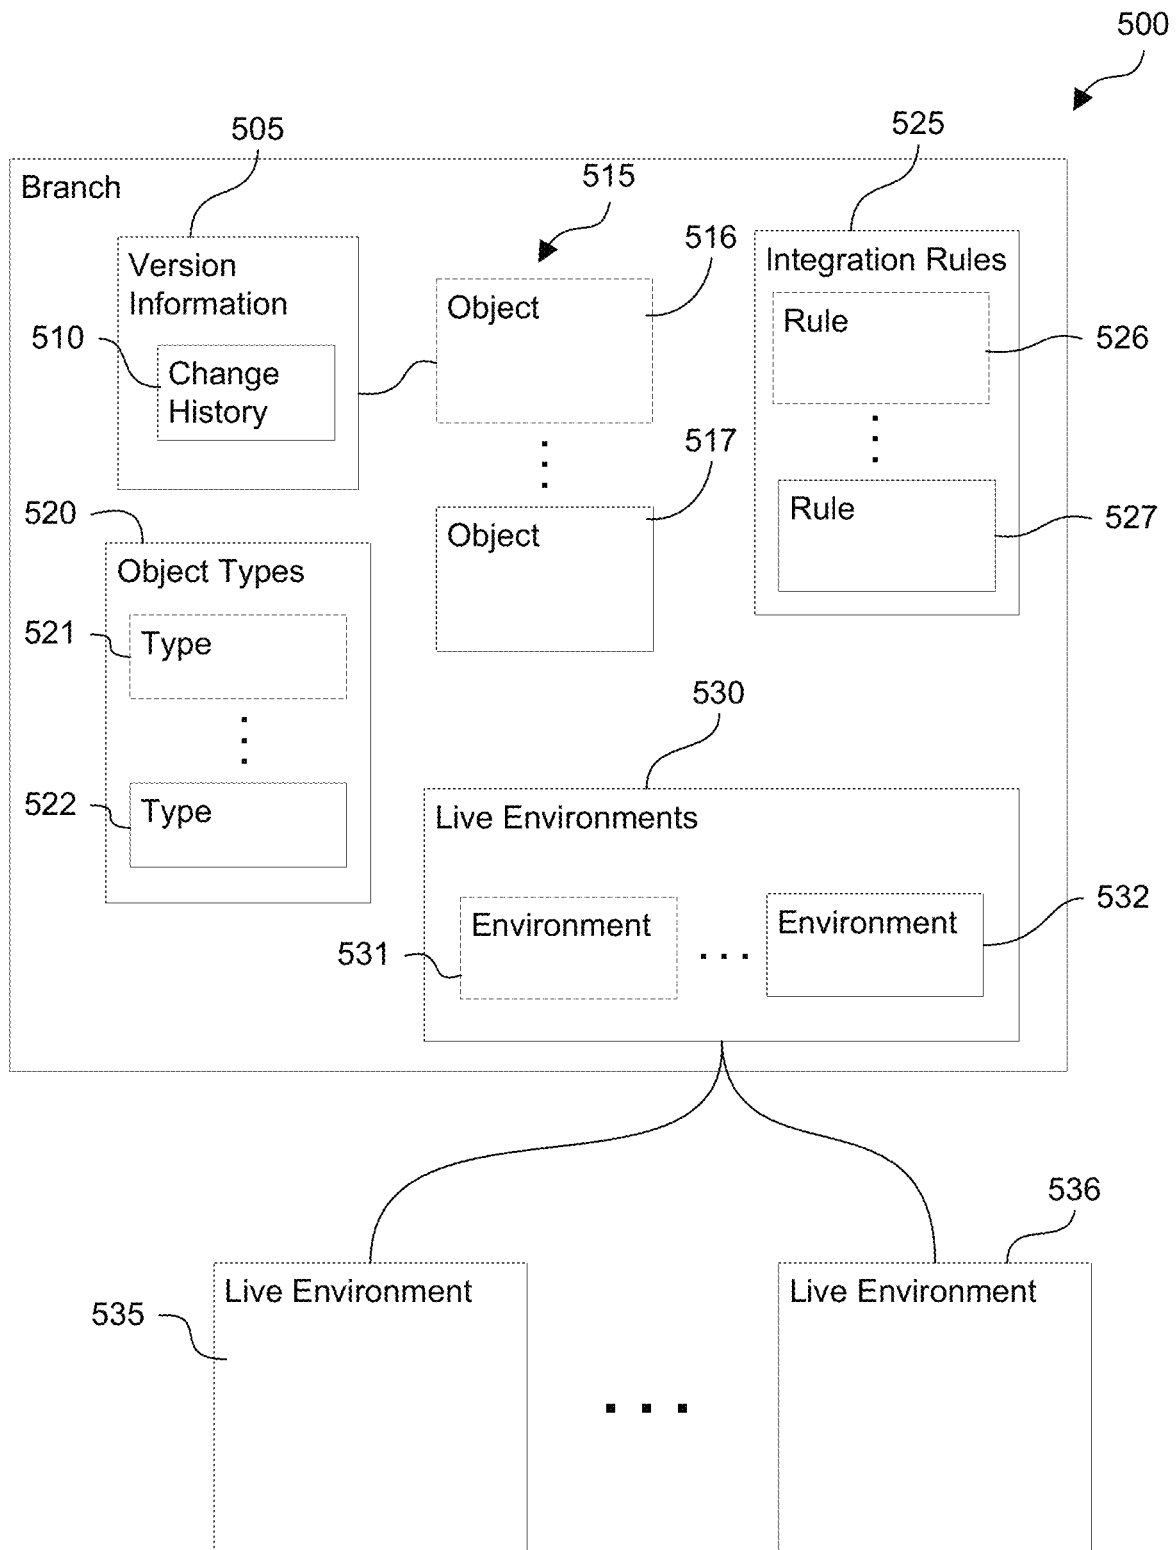 500
505
525
Branch
515
Version
Information
516
Integration Rules
Object
Rule
510
526
Change
History
517
520
Object
Rule
527
Object Types
521
Type
530
522
Type
Live Environments
Environment
Environment
532
531
536
Live Environment
Live Environment
535